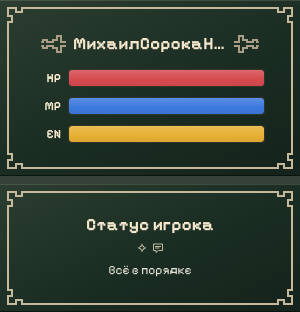 МихаилСорокаН...
HP
MP
EN
Статус игрока
Всё в порядке